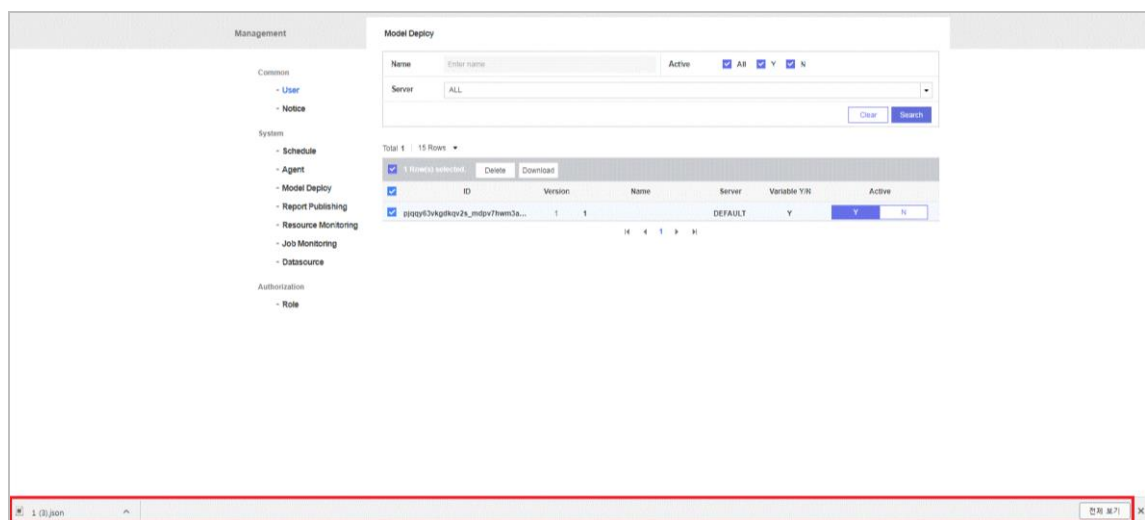 Management
Model Deploy
Name Enter name Active All Y N
Server ALL
Clear Search
Common
- User
- Notice
System
- Schedule
- Agent
- Model Deploy
- Report Publishing
- Resource Monitoring
- Job Monitoring
- Datasource
Authorization
- Role
Total 1 15 Rows
1 Row(s) selected. Delete Download
ID Version Name Server Variable Y/N Active
pjqqy63vkgdkqv2s_mdpv7hwm3a... 1 1 DEFAULT Y Y N
1
1 (3).json 전체 보기